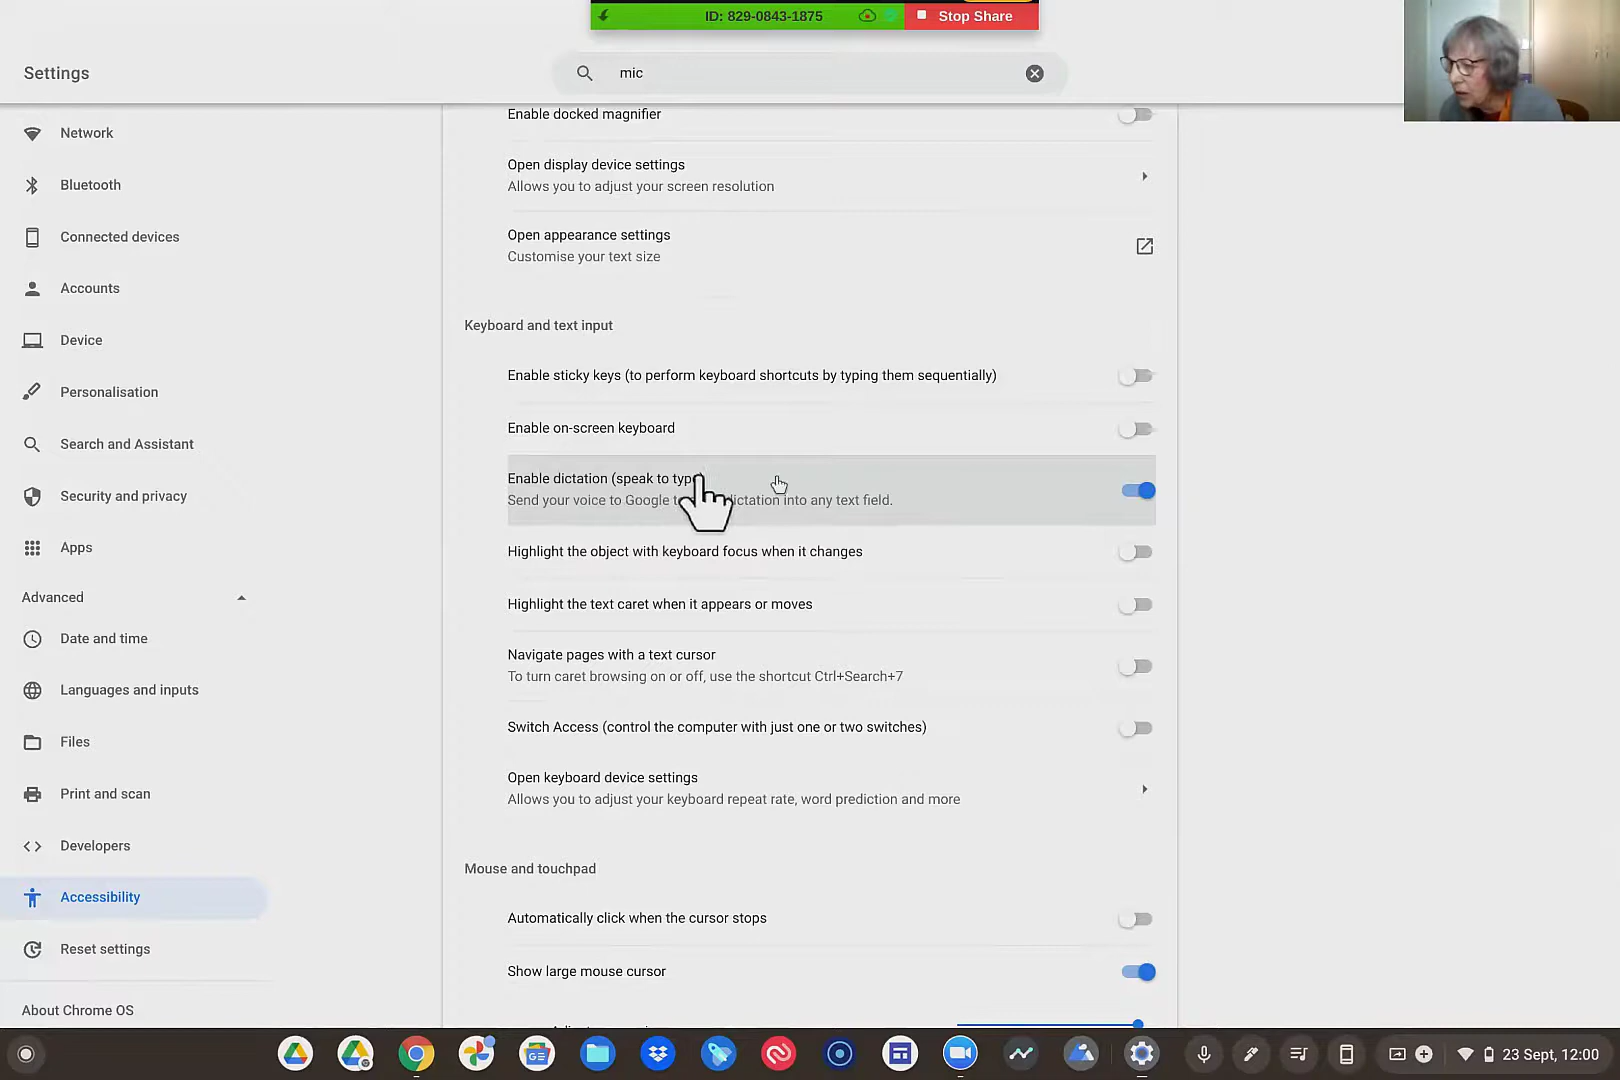 ID: 829-0843-1875
Stop Share
Settings
mic
Network
Bluetooth
Connected devices
Accounts
Device
Personalisation
Search and Assistant
Security and privacy
Apps
Advanced
Date and time
Languages and inputs
Files
Print and scan
Developers
Accessibility
Reset settings
About Chrome OS
Enable docked magnifier
Open display device settings
Allows you to adjust your screen resolution
Open appearance settings
Customise your text size
Keyboard and text input
Enable sticky keys (to perform keyboard shortcuts by typing them sequentially)
Enable on-screen keyboard
Enable dictation (speak to type)
Send your voice to Google dictation into any text field.
Highlight the object with keyboard focus when it changes
Highlight the text caret when it appears or moves
Navigate pages with a text cursor
To turn caret browsing on or off, use the shortcut Ctrl+Search+7
Switch Access (control the computer with just one or two switches)
Open keyboard device settings
Allows you to adjust your keyboard repeat rate, word prediction and more
Mouse and touchpad
Automatically click when the cursor stops
Show large mouse cursor
23 Sept, 12:00